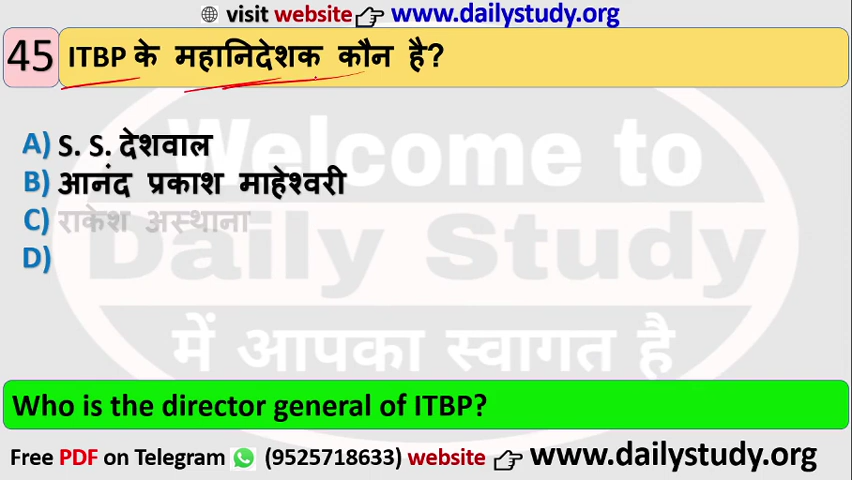 visit website www.dailystudy.org
45 ITBP के महानिदेशक कौन है?
A) S. S. देशवाल
B) आनंद प्रकाश माहेश्वरी
C) राकेश अस्थाना
D)
Welcome to
Daily Study
में आपका स्वागत है
Who is the director general of ITBP?
Free PDF on Telegram (9525718633) website www.dailystudy.org